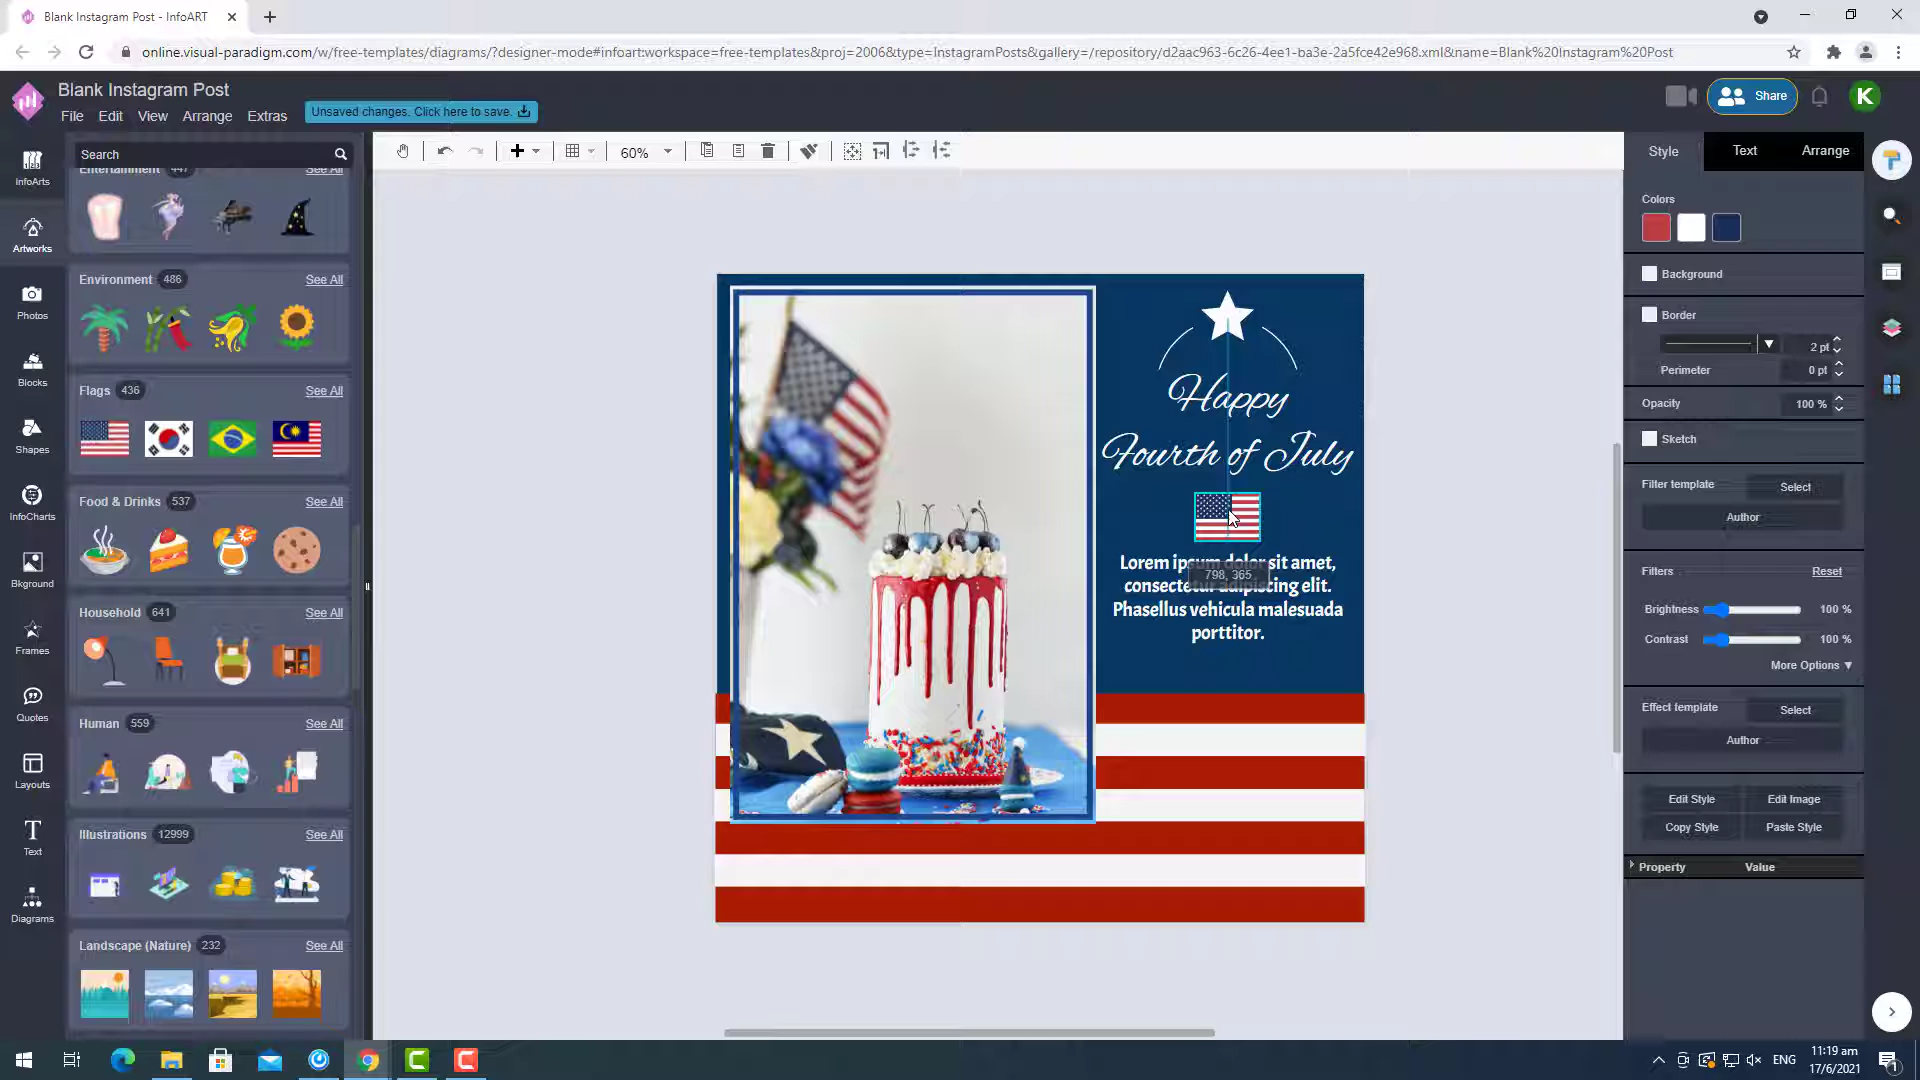 Blank Instagram Post - InfoART
online.visual-paradigm.com/w/free-templates/diagrams/?designer-mode#infoart:workspace=free-templates&proj=2006&type=InstagramPosts&gallery=/repository/d2aac963-6c26-4ee1-ba3e-2a5fce42e968.xml&name=Blank%20Instagram%20Post
Blank Instagram Post
File Edit View Arrange Extras
Unsaved changes. Click here to save.
Share
K
InfoArts
Artworks
Photos
Blocks
Shapes
InfoCharts
Bkground
Frames
Quotes
Layouts
Text
Diagrams
Search
Entertainment 447 See All
Environment 486 See All
Flags 436 See All
Food & Drinks 537 See All
Household 641 See All
Human 559 See All
Illustrations 12999 See All
Landscape (Nature) 232 See All
60%
Happy
Fourth of July
Lorem ipsum dolor sit amet,
consectetur adipiscing elit.
Phasellus vehicula malesuada
porttitor.
798, 365
Style Text Arrange
Colors
Background
Border
2 pt
Perimeter 0 pt
Opacity 100 %
Sketch
Filter template Select
Author
Filters Reset
Brightness 100 %
Contrast 100 %
More Options
Effect template Select
Author
Edit Style Edit Image
Copy Style Paste Style
Property Value
ENG
11:19 am
17/6/2021
1